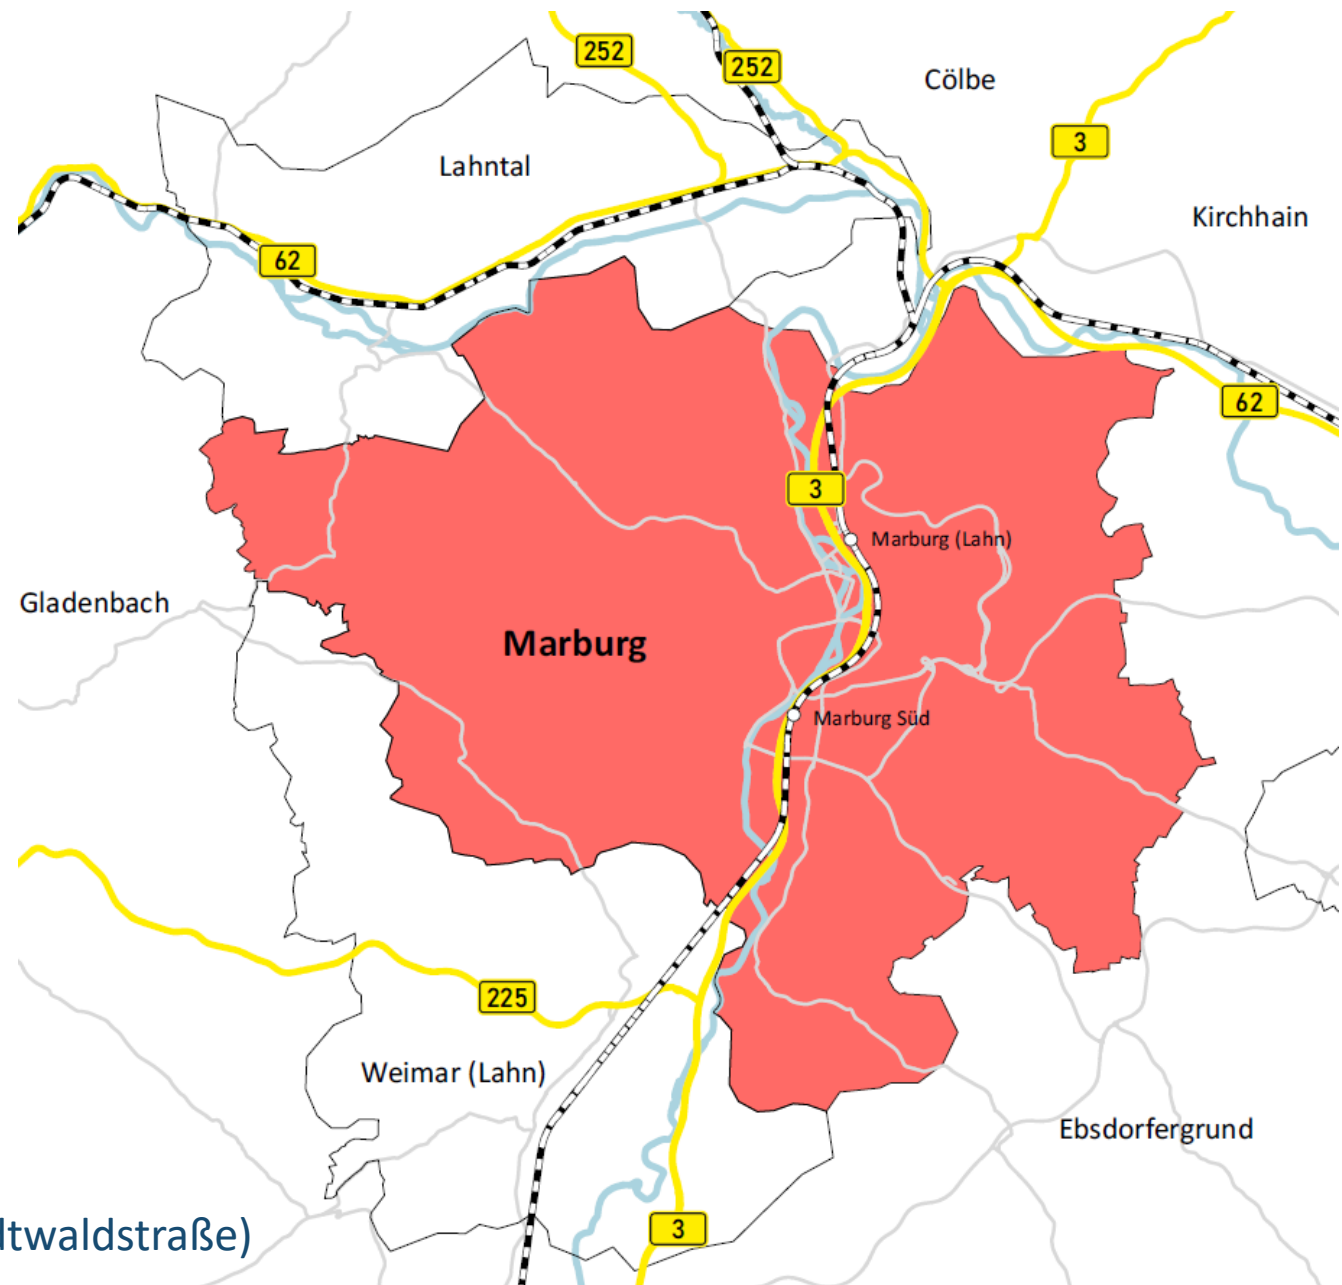 252
252
Cölbe
3
Lahntal
Kirchhain
62
62
3
Marburg (Lahn)
Gladenbach
Marburg
Marburg Süd
225
Weimar (Lahn)
Ebsdorfergrund
3
dtwaldstraße)